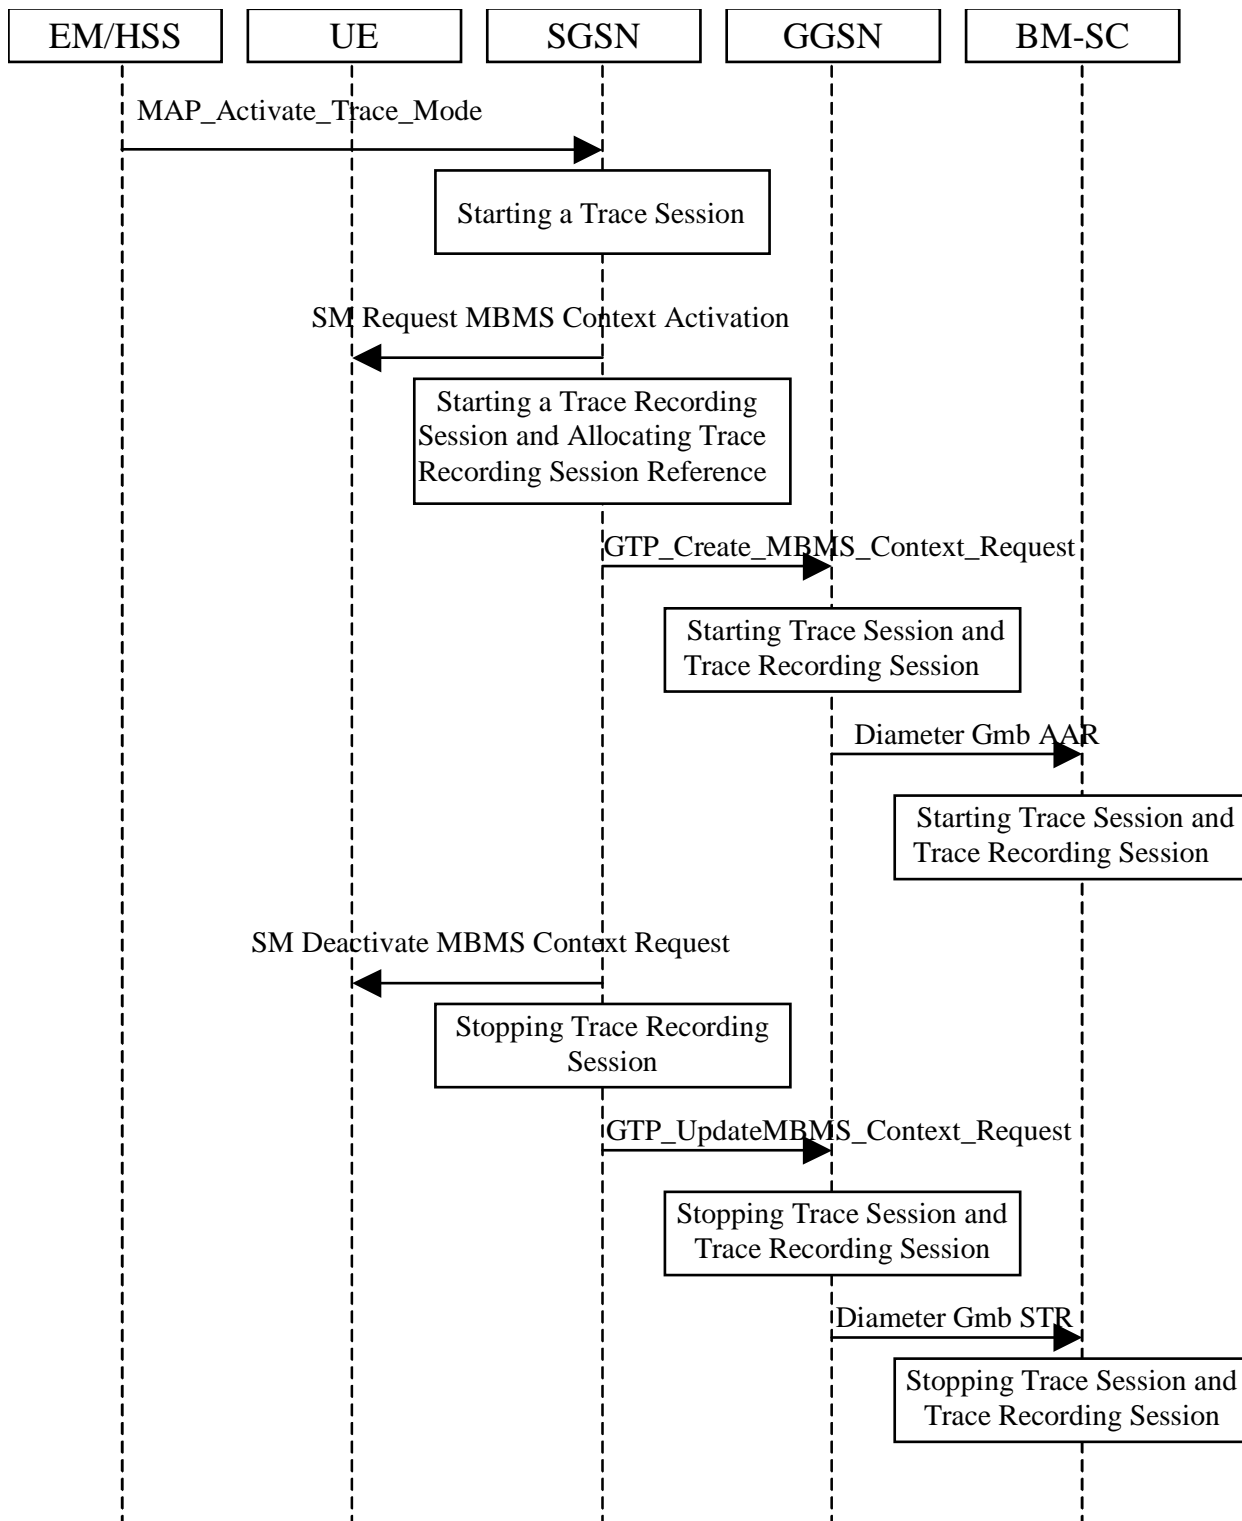 EM/HSS
UE
SGSN
GGSN
BM-SC
MAP_Activate_Trace_Mode
Starting a Trace Session
SM Request MBMS Context Activation
Starting a Trace Recording
Session and Allocating Trace
Recording Session Reference
GTP_Create_MBMS_Context_Request
Starting Trace Session and
Trace Recording Session
Diameter Gmb AAR
Starting Trace Session and
Trace Recording Session
SM Deactivate MBMS Context Request
Stopping Trace Recording
Session
GTP_UpdateMBMS_Context_Request
Stopping Trace Session and
Trace Recording Session
Diameter Gmb STR
Stopping Trace Session and
Trace Recording Session